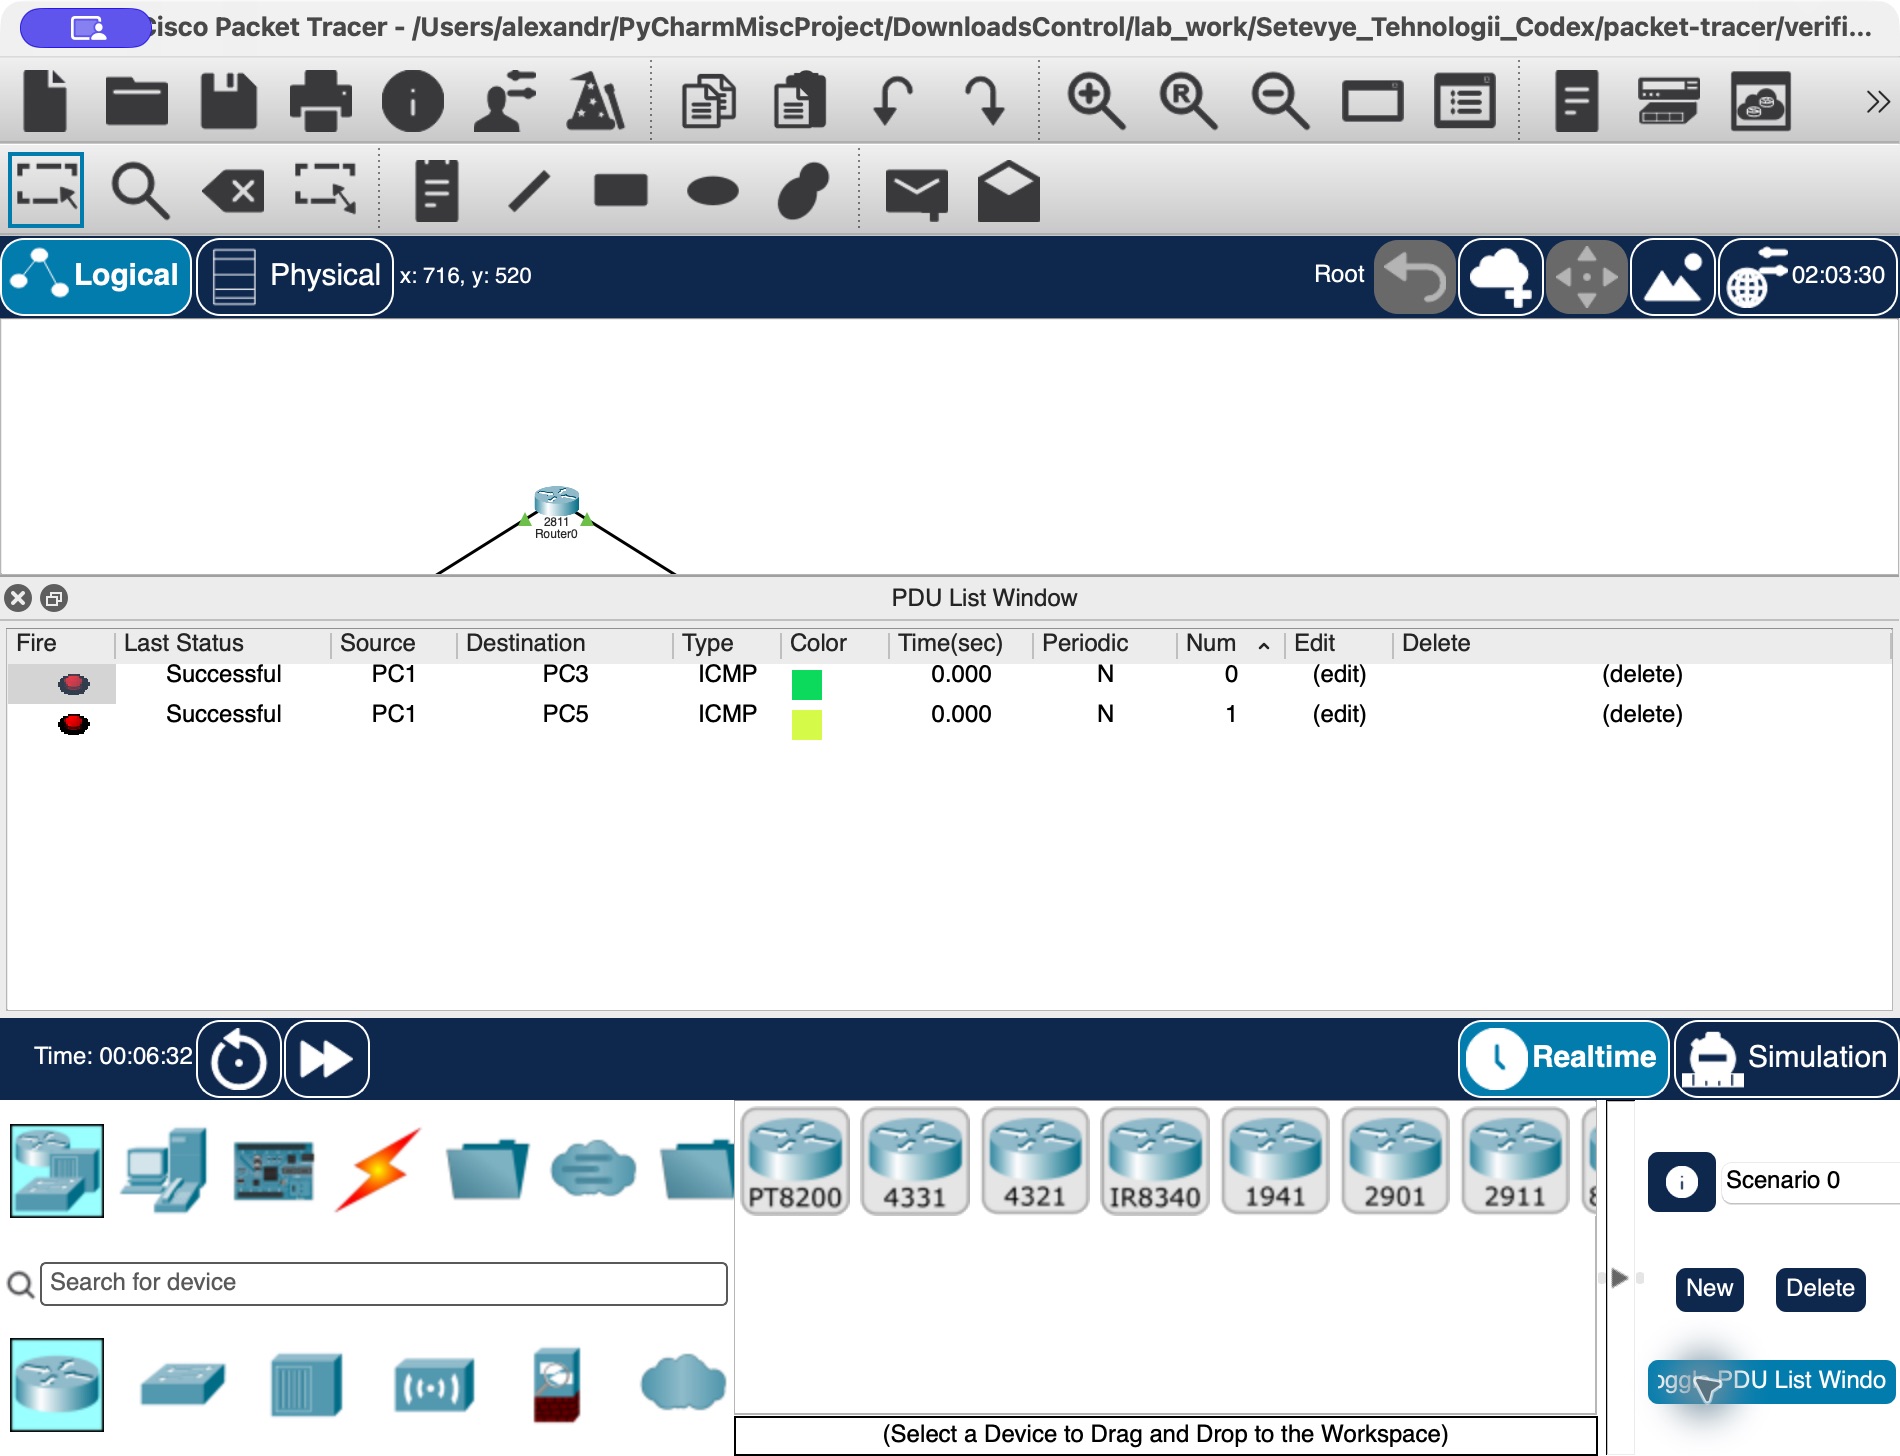 Cisco Packet Tracer - /Users/alexandr/PyCharmMiscProject/DownloadsControl/lab_work/Setevye_Tehnologii_Codex/packet-tracer/verifi...
Logical Physical x: 716, y: 520 Root 02:03:30
2811
Router0
PDU List Window
Fire Last Status Source Destination Type Color Time(sec) Periodic Num Edit Delete
Successful PC1 PC3 ICMP 0.000 N 0 (edit) (delete)
Successful PC1 PC5 ICMP 0.000 N 1 (edit) (delete)
Time: 00:06:32 Realtime Simulation
PT8200 4331 4321 IR8340 1941 2901 2911
Scenario 0
Search for device
New Delete
PDU List Windo
(Select a Device to Drag and Drop to the Workspace)